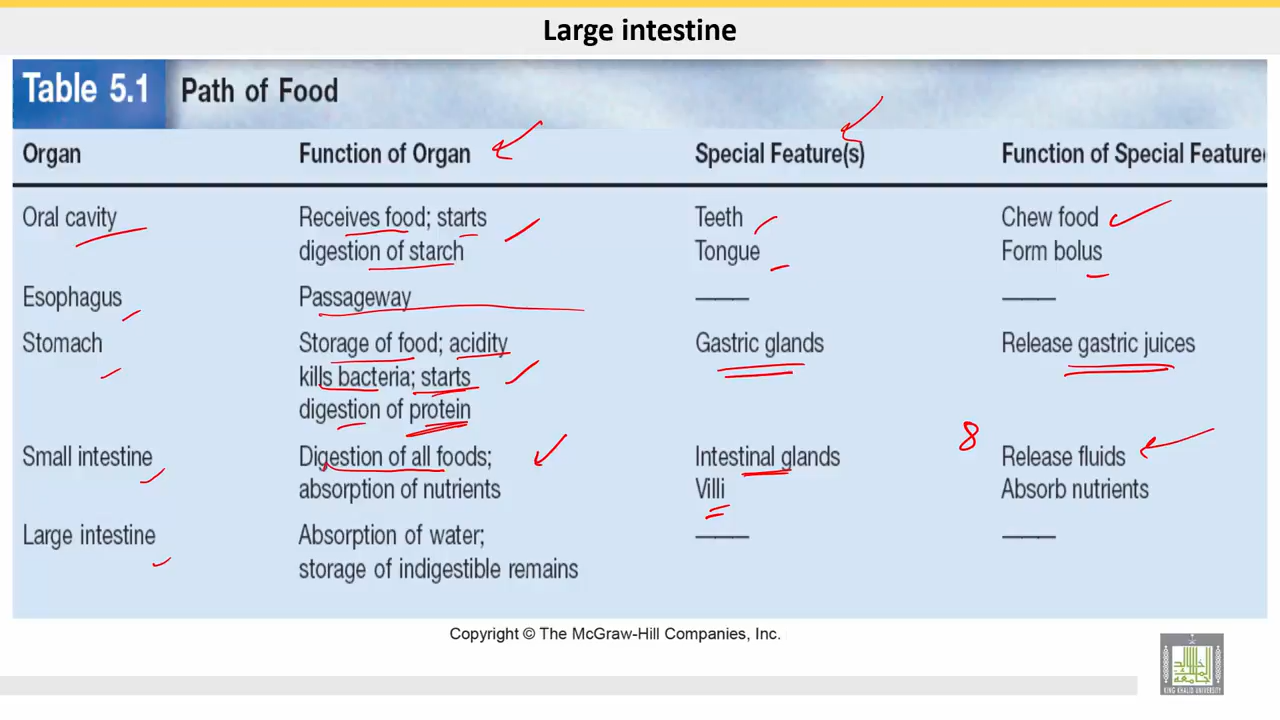 Large intestine
Table 5.1 Path of Food
Organ Function of Organ Special Feature(s) Function of Special Feature(
Oral cavity Receives food; starts Teeth Chew food
digestion of starch Tongue Form bolus
Esophagus Passageway —— ——
Stomach Storage of food; acidity Gastric glands Release gastric juices
kills bacteria; starts
digestion of protein
8
Small intestine Digestion of all foods; Intestinal glands Release fluids
absorption of nutrients Villi Absorb nutrients
Large intestine Absorption of water; —— ——
storage of indigestible remains
Copyright © The McGraw-Hill Companies, Inc.
KING KHALID UNIVERSITY